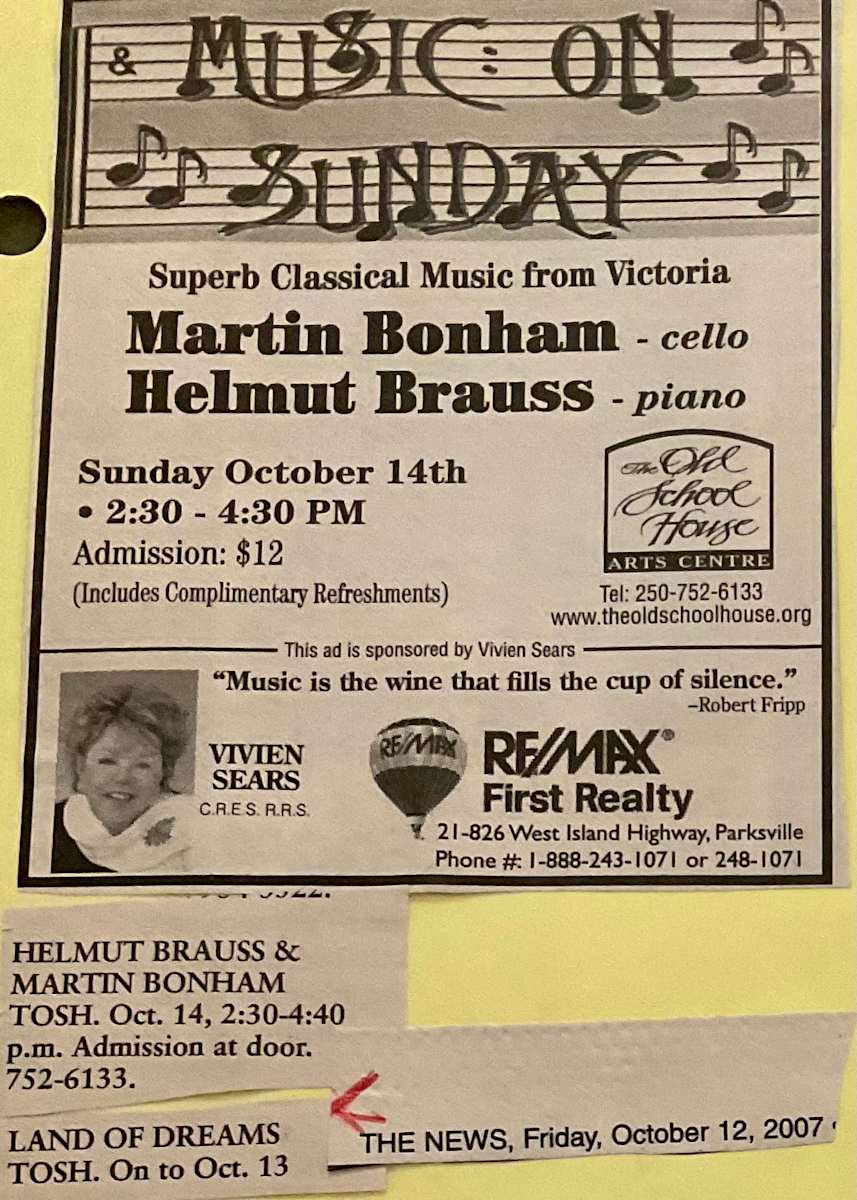 & MUSIC: ON
SUNDAY
Superb Classical Music from Victoria
Martin Bonham - cello
Helmut Brauss - piano
Sunday October 14th
• 2:30 - 4:30 PM
Admission: $12
(Includes Complimentary Refreshments)
The Old
School
House
ARTS CENTRE
Tel: 250-752-6133
www.theoldschoolhouse.org
This ad is sponsored by Vivien Sears
“Music is the wine that fills the cup of silence.”
–Robert Fripp
VIVIEN
SEARS
C.R.E.S. R.R.S.
RE/MAX
RE/MAX®
First Realty
21-826 West Island Highway, Parksville
Phone #: 1-888-243-1071 or 248-1071
HELMUT BRAUSS &
MARTIN BONHAM
TOSH. Oct. 14, 2:30-4:40
p.m. Admission at door.
752-6133.
LAND OF DREAMS
TOSH. On to Oct. 13
THE NEWS, Friday, October 12, 2007